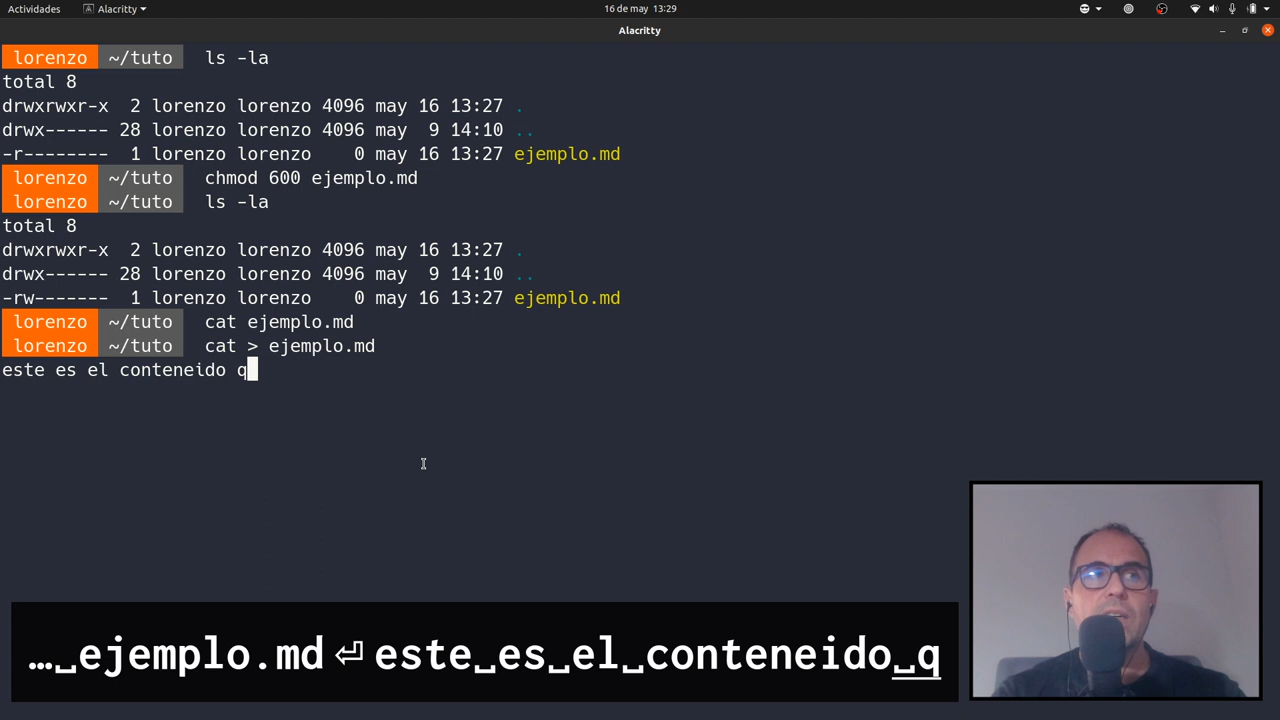 Actividades Alacritty 16 de may 13:29
Alacritty
lorenzo ~/tuto ls -la
total 8
drwxrwxr-x 2 lorenzo lorenzo 4096 may 16 13:27 .
drwx------ 28 lorenzo lorenzo 4096 may 9 14:10 ..
-r-------- 1 lorenzo lorenzo 0 may 16 13:27 ejemplo.md
lorenzo ~/tuto chmod 600 ejemplo.md
lorenzo ~/tuto ls -la
total 8
drwxrwxr-x 2 lorenzo lorenzo 4096 may 16 13:27 .
drwx------ 28 lorenzo lorenzo 4096 may 9 14:10 ..
-rw------- 1 lorenzo lorenzo 0 may 16 13:27 ejemplo.md
lorenzo ~/tuto cat ejemplo.md
lorenzo ~/tuto cat > ejemplo.md
este es el conteneido q
…␣ejemplo.md⏎este␣es␣el␣conteneido␣q